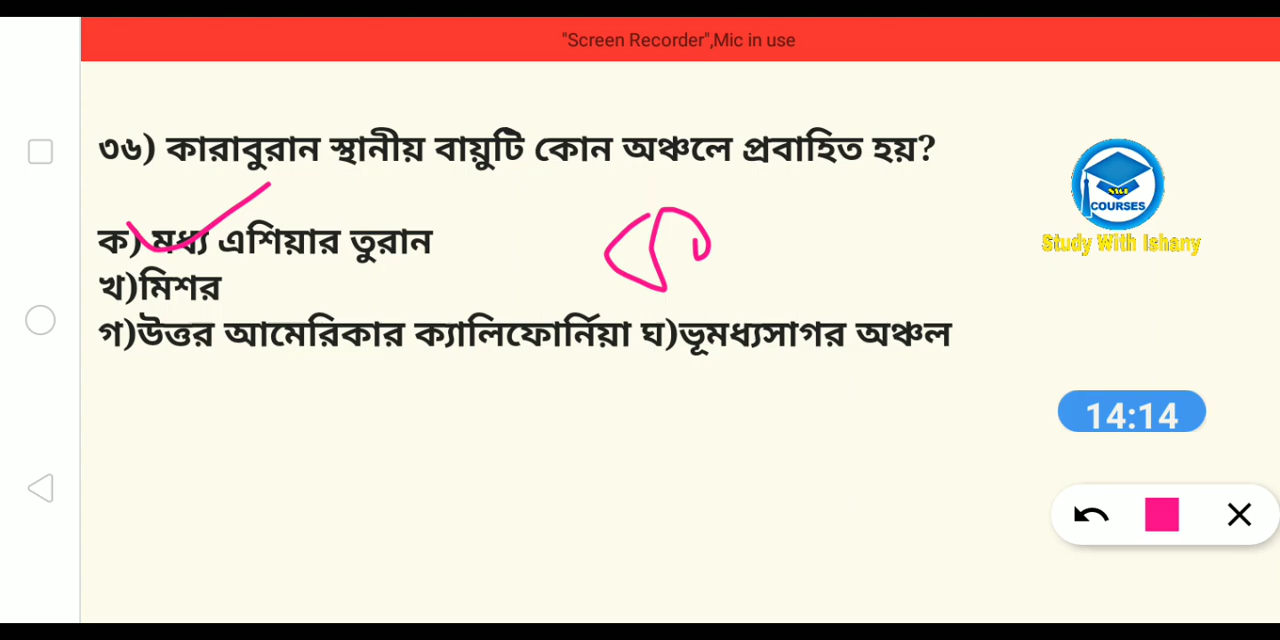 "Screen Recorder",Mic in use
৩৬) কারাবুরান স্থানীয় বায়ুটি কোন অঞ্চলে প্রবাহিত হয়?
ক) মধ্য এশিয়ার তুরান
ক
খ)মিশর
গ)উত্তর আমেরিকার ক্যালিফোর্নিয়া ঘ)ভূমধ্যসাগর অঞ্চল
COURSES
Study With Ishany
14:14